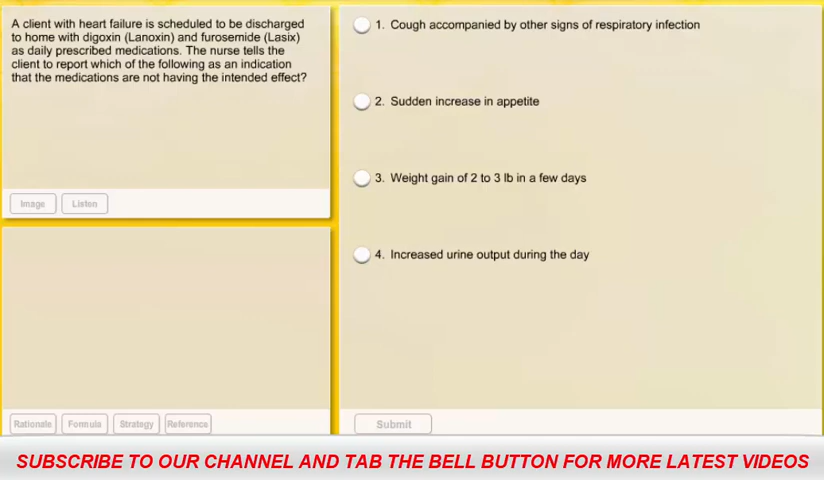 A client with heart failure is scheduled to be discharged
to home with digoxin (Lanoxin) and furosemide (Lasix)
as daily prescribed medications. The nurse tells the
client to report which of the following as an indication
that the medications are not having the intended effect?
Image Listen
1. Cough accompanied by other signs of respiratory infection
2. Sudden increase in appetite
3. Weight gain of 2 to 3 lb in a few days
4. Increased urine output during the day
Rationale Formula Strategy Reference
Submit
SUBSCRIBE TO OUR CHANNEL AND TAB THE BELL BUTTON FOR MORE LATEST VIDEOS